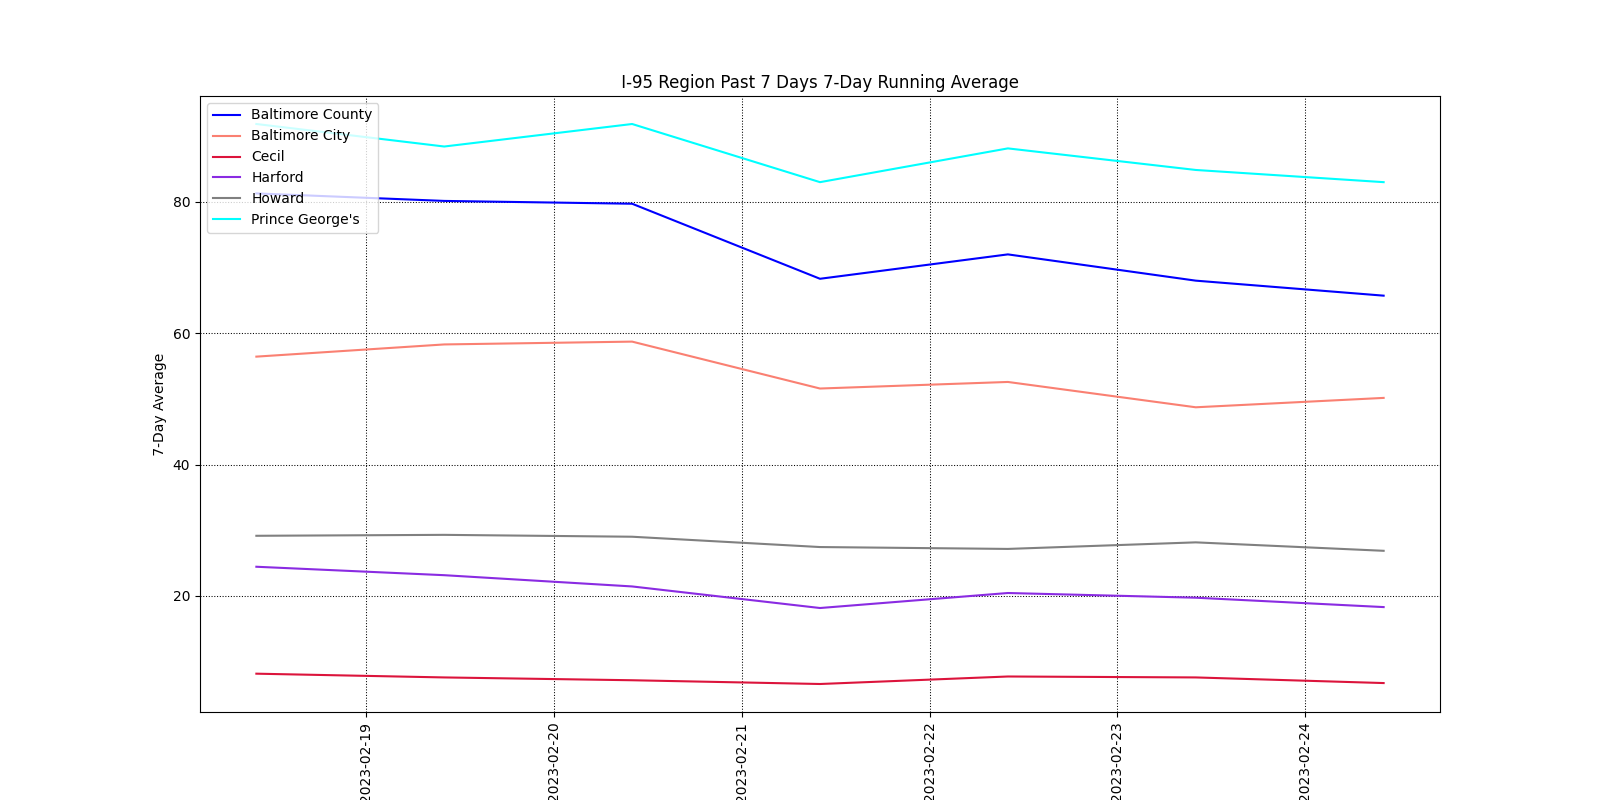 I-95 Region Past 7 Days 7-Day Running Average
Baltimore County
Baltimore City
Cecil
Harford
Howard
Prince George's
80
60
40
20
7-Day Average
2023-02-19
2023-02-20
2023-02-21
2023-02-22
2023-02-23
2023-02-24